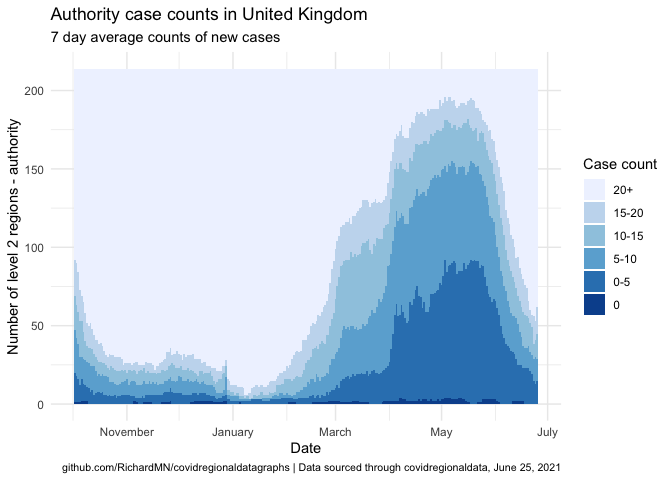 Authority case counts in United Kingdom
7 day average counts of new cases
Number of level 2 regions - authority
200
150
100
50
0
November
January
March
May
July
Date
Case count
20+
15-20
10-15
5-10
0-5
0
github.com/RichardMN/covidregionaldatagraphs | Data sourced through covidregionaldata, June 25, 2021